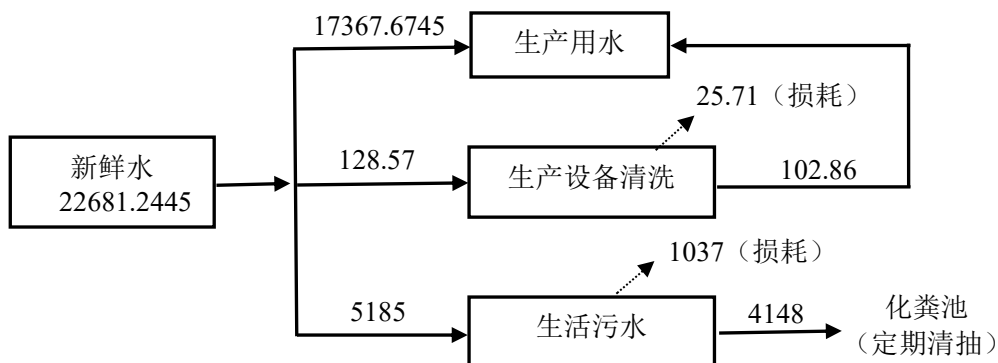 17367.6745
生产用水
25.71（损耗）
新鲜水
22681.2445
128.57
生产设备清洗
102.86
1037（损耗）
5185
生活污水
4148
化粪池
（定期清抽）